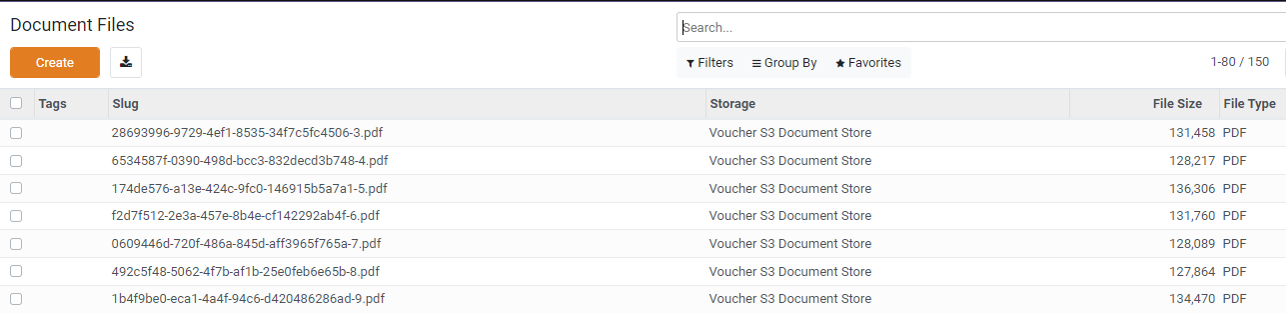 Document Files
Search...
Create
Filters Group By Favorites 1-80 / 150
Tags Slug Storage File Size File Type
28693996-9729-4ef1-8535-34f7c5fc4506-3.pdf Voucher S3 Document Store 131,458 PDF
6534587f-0390-498d-bcc3-832decd3b748-4.pdf Voucher S3 Document Store 128,217 PDF
174de576-a13e-424c-9fc0-146915b5a7a1-5.pdf Voucher S3 Document Store 136,306 PDF
f2d7f512-2e3a-457e-8b4e-cf142292ab4f-6.pdf Voucher S3 Document Store 131,760 PDF
0609446d-720f-486a-845d-aff3965f765a-7.pdf Voucher S3 Document Store 128,089 PDF
492c5f48-5062-4f7b-af1b-25e0feb6e65b-8.pdf Voucher S3 Document Store 127,864 PDF
1b4f9be0-eca1-4a4f-94c6-d420486286ad-9.pdf Voucher S3 Document Store 134,470 PDF